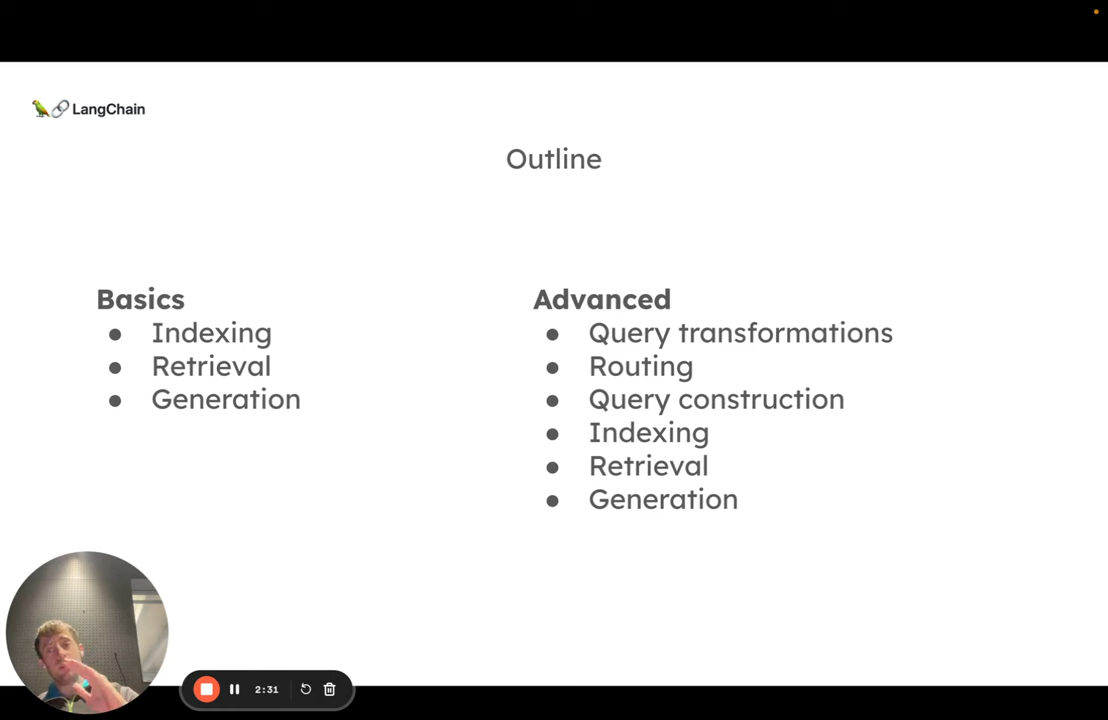 LangChain
Outline
Basics
● Indexing
● Retrieval
● Generation
Advanced
● Query transformations
● Routing
● Query construction
● Indexing
● Retrieval
● Generation
2:31